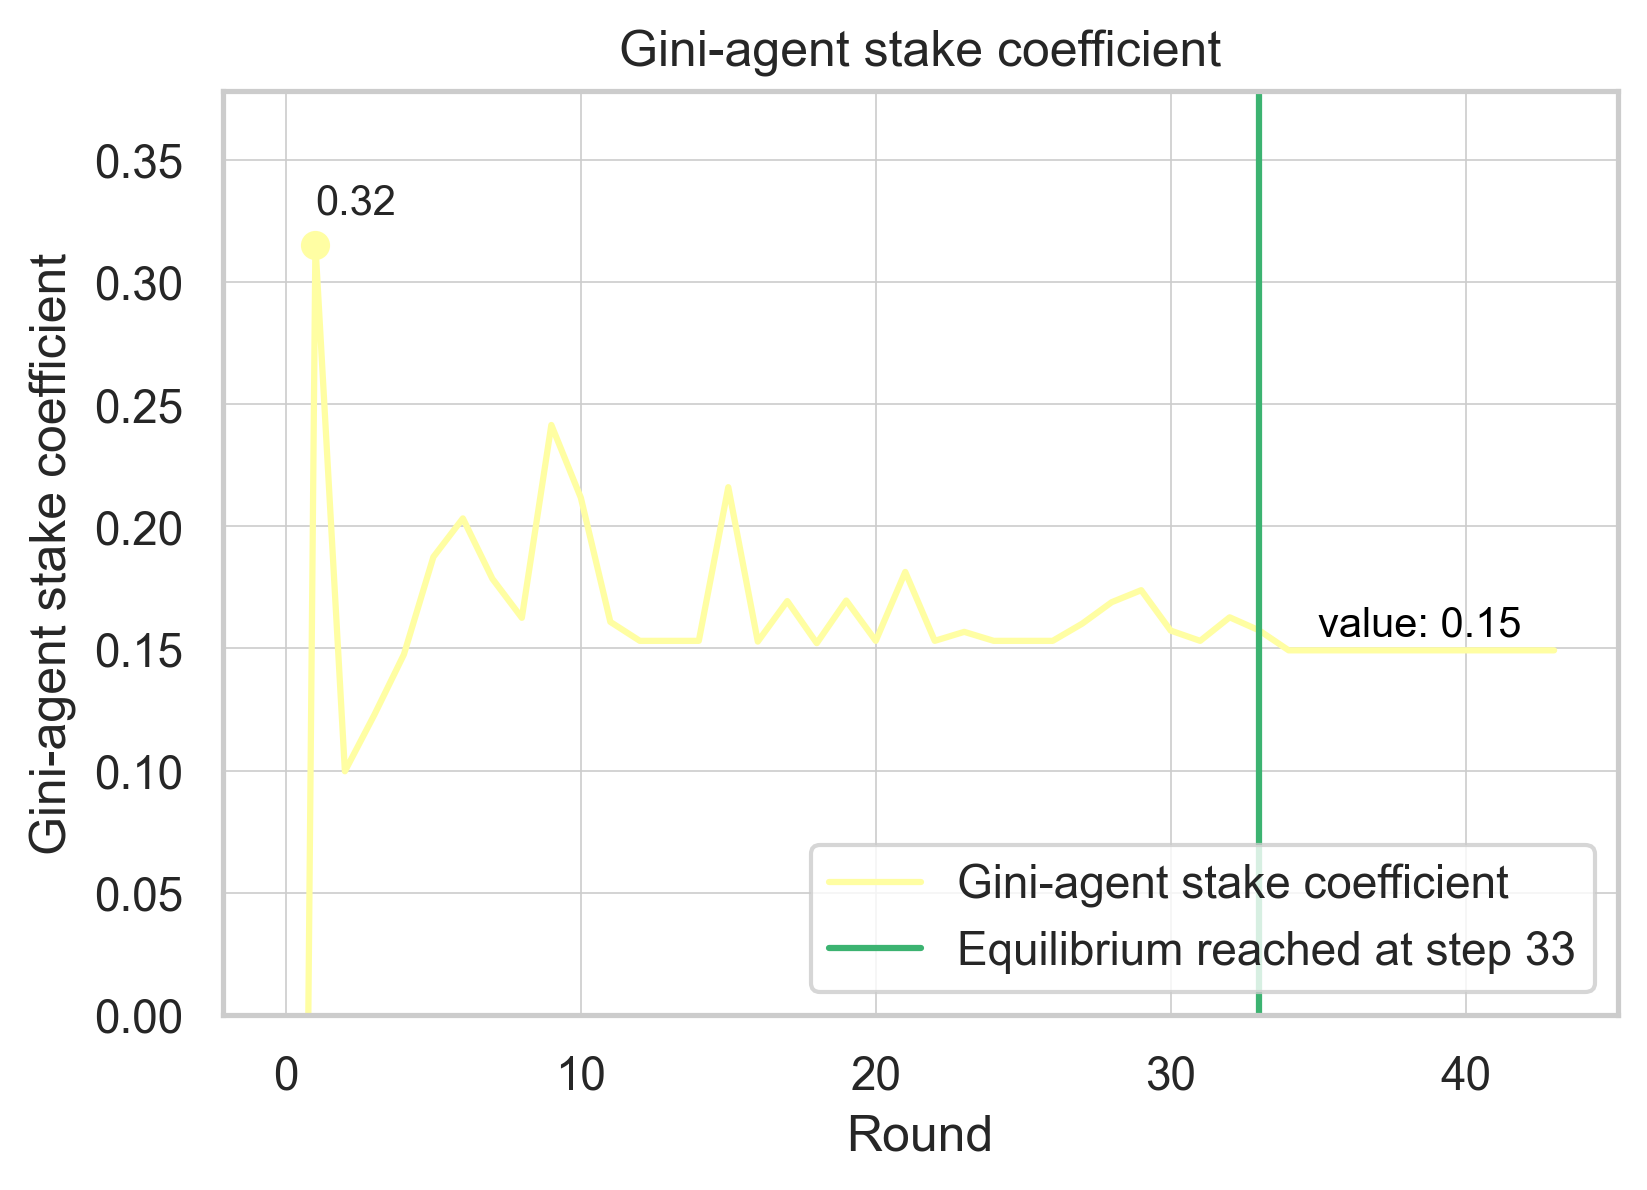 Gini-agent stake coefficient
Gini-agent stake coefficient
0.35
0.30
0.25
0.20
0.15
0.10
0.05
0.00
0.32
value: 0.15
Gini-agent stake coefficient
Equilibrium reached at step 33
0 10 20 30 40
Round